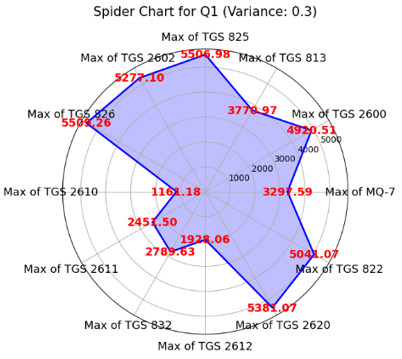 Spider Chart for Q1 (Variance: 0.3)
Max of TGS 825
5506.98
Max of TGS 2602
5277.10
Max of TGS 813
3770.97
Max of TGS 826
5509.26
Max of TGS 2600
4920.51
5000
4000
3000
2000
1000
Max of TGS 2610
1161.18
3297.59
Max of MQ-7
2451.50
1928.06
2789.63
5041.07
Max of TGS 2611
Max of TGS 822
5381.07
Max of TGS 832
Max of TGS 2620
Max of TGS 2612